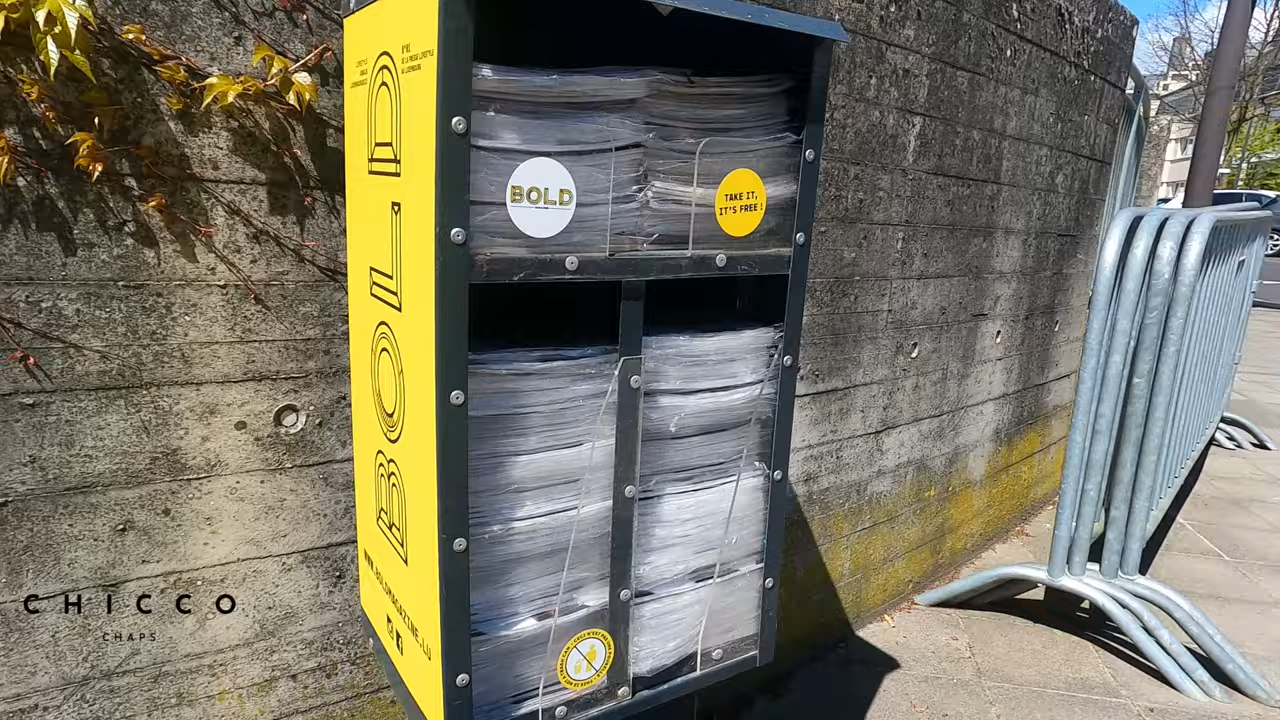 BOLD
WWW.BOLDMAGAZINE.LU
BOLD
TAKE IT,
IT'S FREE !
CHICCO
CHAPS